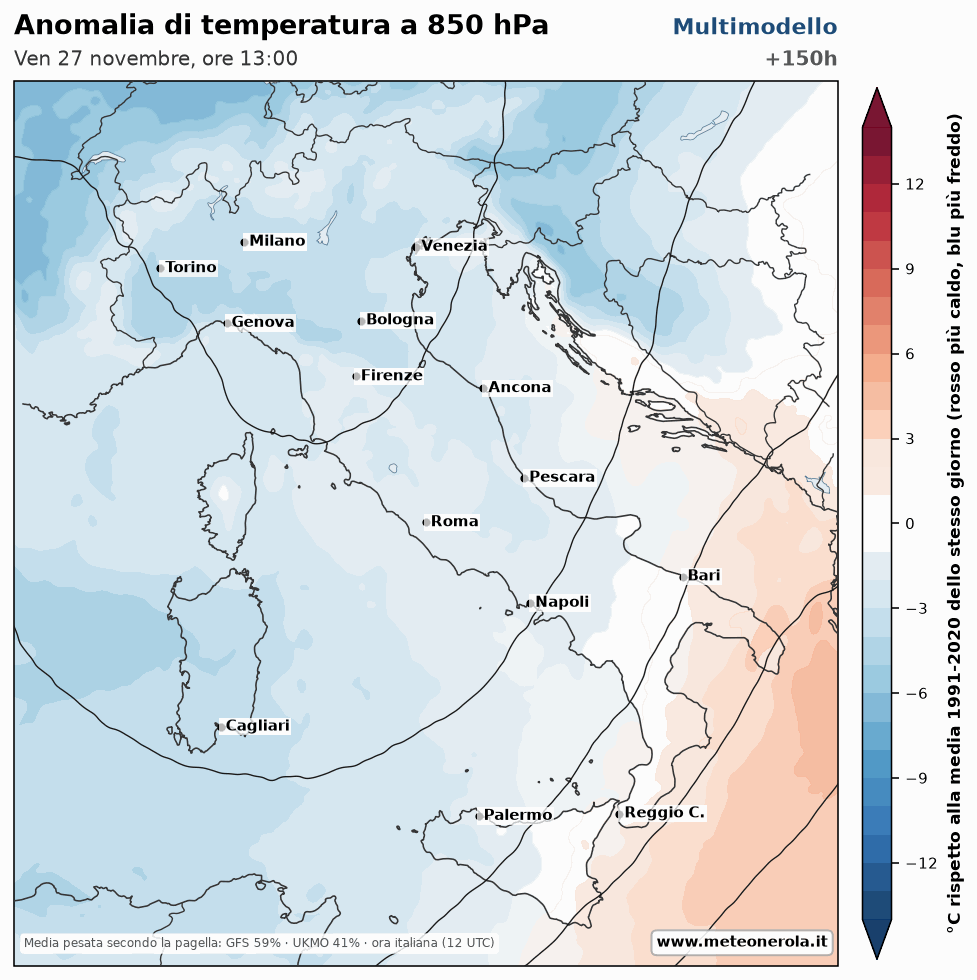 Anomalia di temperatura a 850 hPa
Multimodello
Ven 27 novembre, ore 13:00
+150h
Milano
Venezia
Torino
Genova
Bologna
Firenze
Ancona
Pescara
Roma
Bari
Napoli
Cagliari
Palermo
Reggio C.
12
9
6
3
0
−3
−6
−9
−12
°C rispetto alla media 1991-2020 dello stesso giorno (rosso più caldo, blu più freddo)
Media pesata secondo la pagella: GFS 59% · UKMO 41% · ora italiana (12 UTC)
www.meteonerola.it